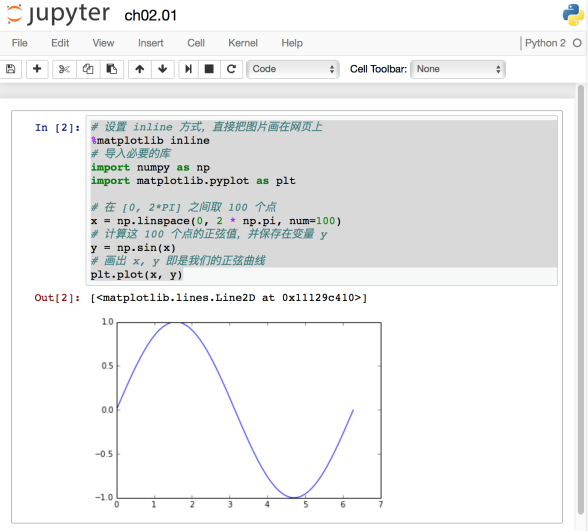 jupyter ch02.01
File Edit View Insert Cell Kernel Help Python 2
Code Cell Toolbar: None
In [2]: # 设置 inline 方式, 直接把图片画在网页上
%matplotlib inline
# 导入必要的库
import numpy as np
import matplotlib.pyplot as plt
# 在 [0, 2*PI] 之间取 100 个点
x = np.linspace(0, 2 * np.pi, num=100)
# 计算这 100 个点的正弦值, 并保存在变量 y
y = np.sin(x)
# 画出 x, y 即是我们的正弦曲线
plt.plot(x, y)
Out[2]: [<matplotlib.lines.Line2D at 0x11129c410>]
1.0
0.5
0.0
−0.5
−1.0
0 1 2 3 4 5 6 7